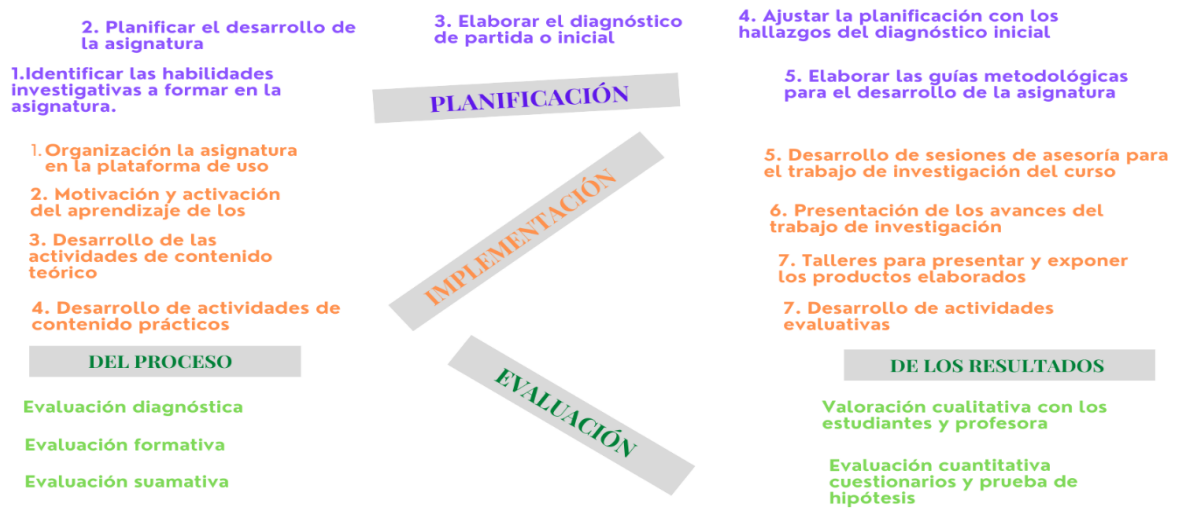 2. Planificar el desarrollo de
la asignatura
3. Elaborar el diagnóstico
de partida o inicial
4. Ajustar la planificación con los
hallazgos del diagnóstico inicial
1.Identificar las habilidades
investigativas a formar en la
asignatura.
PLANIFICACIÓN
5. Elaborar las guías metodológicas
para el desarrollo de la asignatura
1. Organización la asignatura
en la plataforma de uso
2. Motivación y activación
del aprendizaje de los
3. Desarrollo de las
actividades de contenido
teórico
4. Desarrollo de actividades de
contenido prácticos
IMPLEMENTACIÓN
5. Desarrollo de sesiones de asesoría para
el trabajo de investigación del curso
6. Presentación de los avances del
trabajo de investigación
7. Talleres para presentar y exponer
los productos elaborados
7. Desarrollo de actividades
evaluativas
DEL PROCESO
Evaluación diagnóstica
Evaluación formativa
Evaluación suamativa
EVALUACIÓN
DE LOS RESULTADOS
Valoración cualitativa con los
estudiantes y profesora
Evaluación cuantitativa
cuestionarios y prueba de
hipótesis